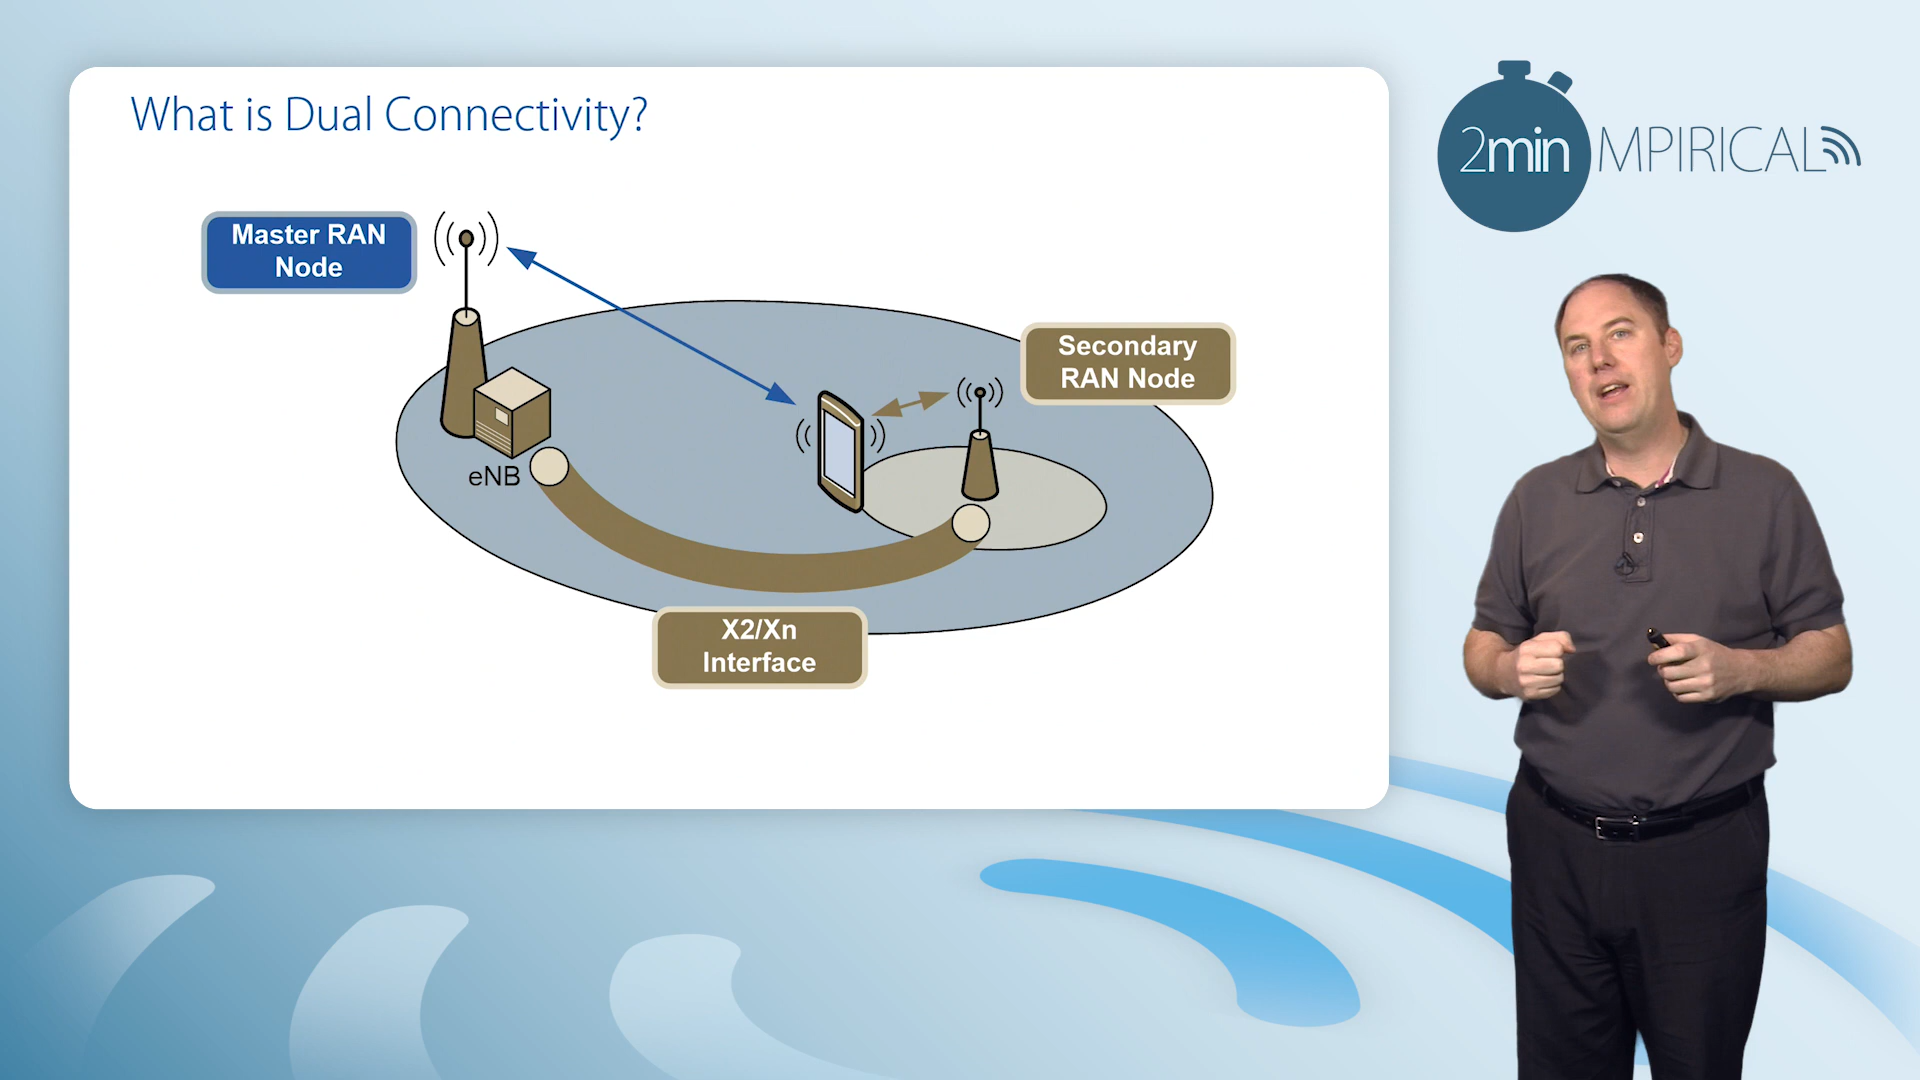 What is Dual Connectivity?
2min MPIRICAL
Master RAN
Node
Secondary
RAN Node
eNB
X2/Xn
Interface